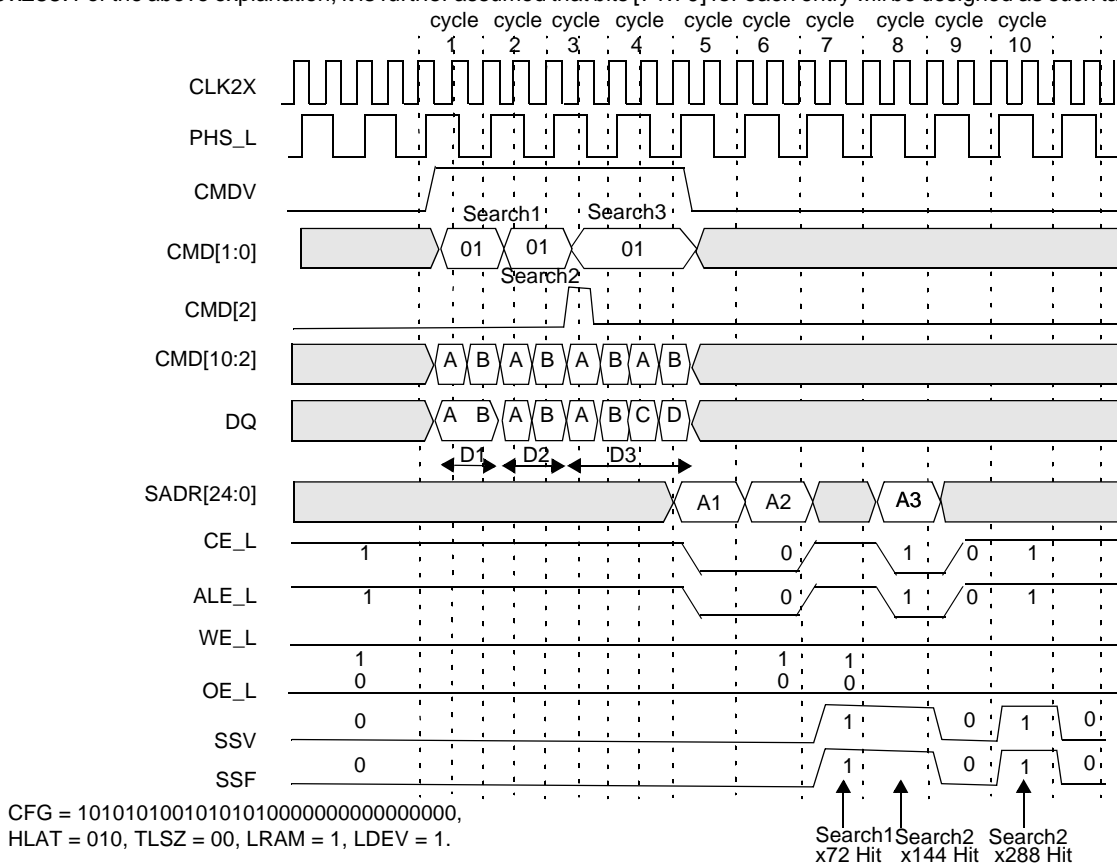 cycle cycle cycle cycle cycle cycle cycle cycle cycle cycle
1 2 3 4 5 6 7 8 9 10
CLK2X
PHS_L
CMDV
Search1 Search3
CMD[1:0] 01 01 01
Search2
CMD[2]
CMD[10:2] A B A B A B A B
DQ A B A B A B C D
D1 D2 D3
SADR[24:0] A1 A2 A3
CE_L 1 0 1 0 1
ALE_L 1 0 1 0 1
WE_L
1 1 1
OE_L 0 0 0
SSV 0 1 0 1 0
SSF 0 1 0 1 0
CFG = 10101010010101010000000000000000,
HLAT = 010, TLSZ = 00, LRAM = 1, LDEV = 1.
Search1 Search2 Search2
x72 Hit x144 Hit x288 Hit